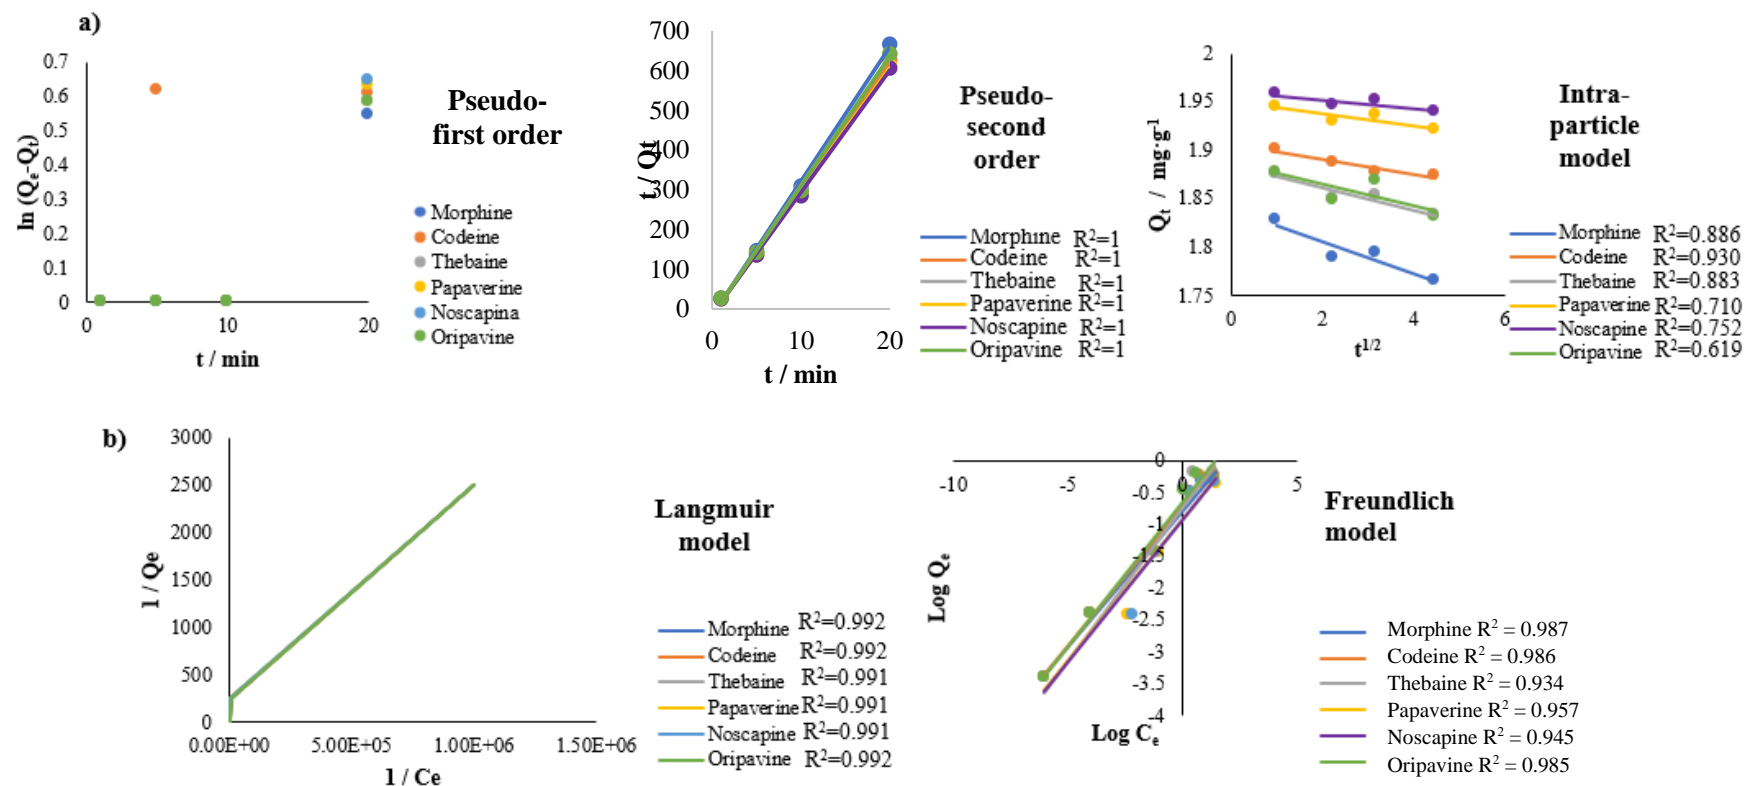 a)
0.7
0.6
0.5
0.4
0.3
0.2
0.1
0
0
10
20
ln (Qe-Qt)
t / min
Pseudo-
first order
Morphine
Codeine
Thebaine
Papaverine
Noscapina
Oripavine
700
600
500
400
300
200
100
0
0
10
20
t / Qt
t / min
Pseudo-
second
order
Morphine R²=1
Codeine R²=1
Thebaine R²=1
Papaverine R²=1
Noscapine R²=1
Oripavine R²=1
2
1.95
1.9
1.85
1.8
1.75
0
2
4
6
Qt / mg·g-1
t1/2
Intra-
particle
model
Morphine R²=0.886
Codeine R²=0.930
Thebaine R²=0.883
Papaverine R²=0.710
Noscapine R²=0.752
Oripavine R²=0.619
b)
3000
2500
2000
1500
1000
500
0
0.00E+00
5.00E+05
1.00E+06
1.50E+06
1 / Qe
1 / Ce
Langmuir
model
Morphine R²=0.992
Codeine R²=0.992
Thebaine R²=0.991
Papaverine R²=0.991
Noscapine R²=0.991
Oripavine R²=0.992
-10
-5
0
5
0
-0.5
-1
-1.5
-2
-2.5
-3
-3.5
-4
Log Qe
Log Ce
Freundlich
model
Morphine R² = 0.987
Codeine R² = 0.986
Thebaine R² = 0.934
Papaverine R² = 0.957
Noscapine R² = 0.945
Oripavine R² = 0.985